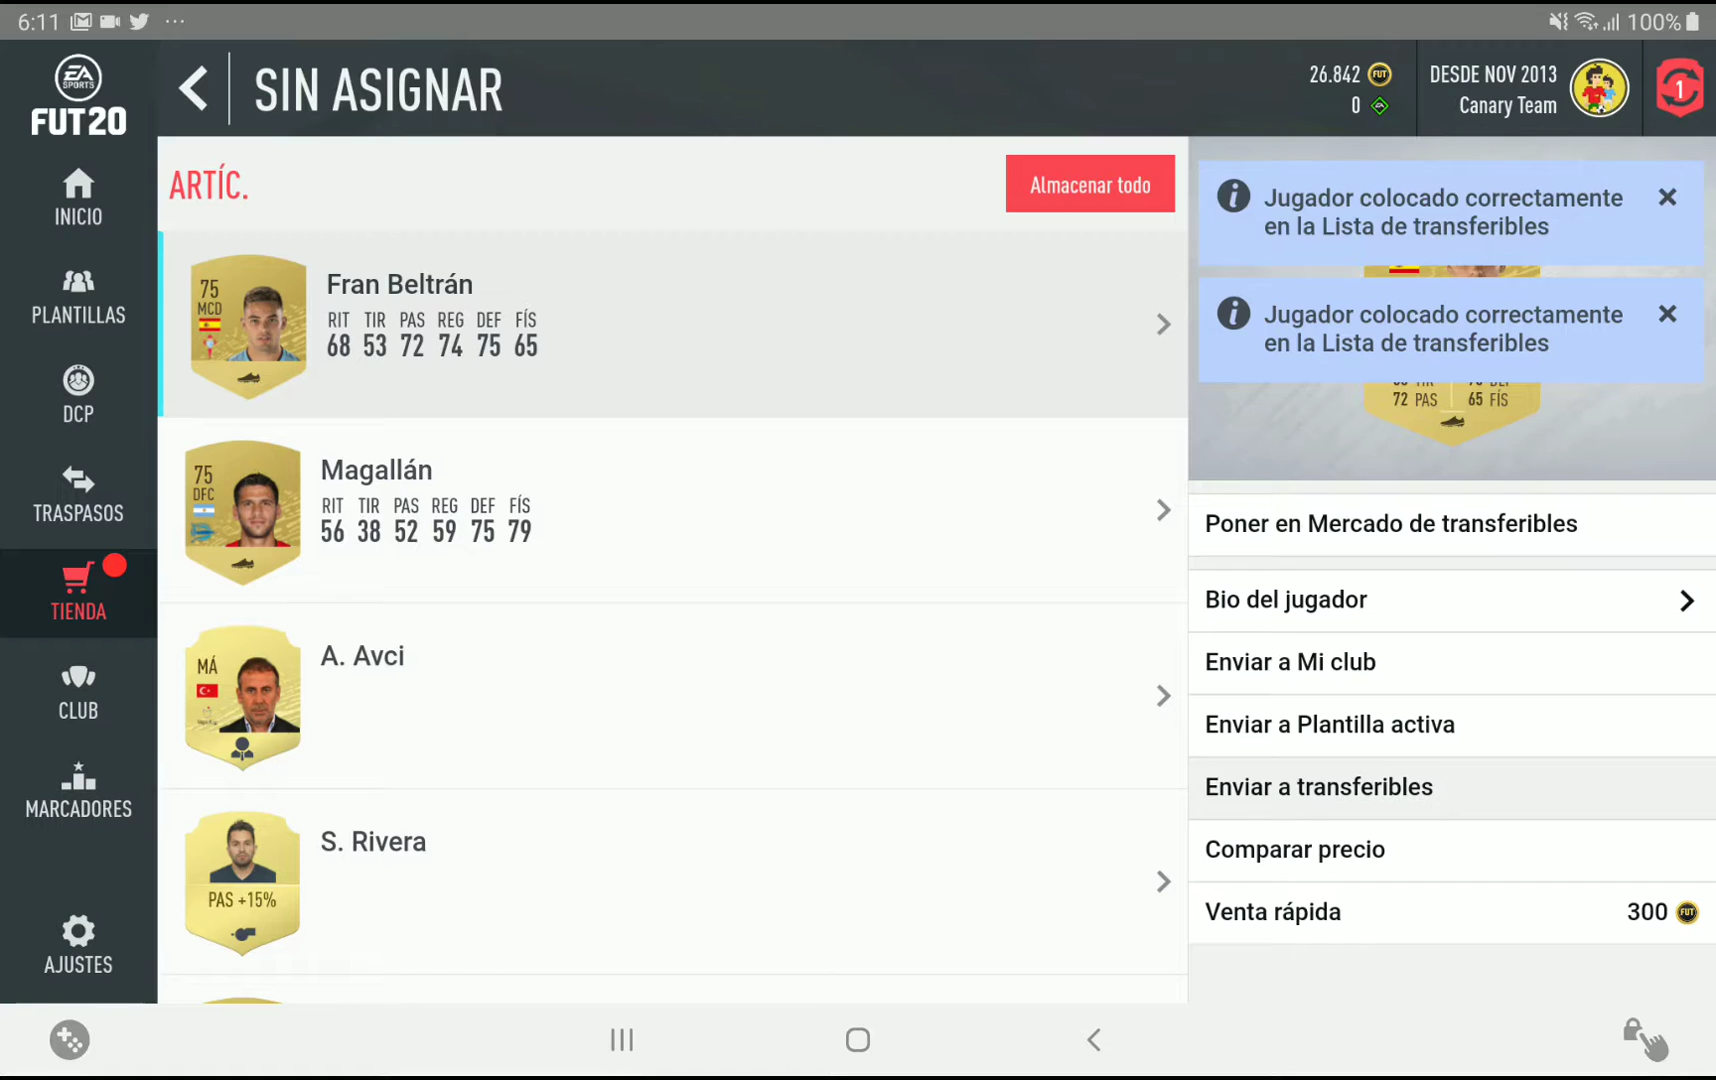 6:11
100%
EA SPORTS
FUT20
SIN ASIGNAR
26.842 FUT
0
DESDE NOV 2013
Canary Team
1
INICIO
PLANTILLAS
DCP
TRASPASOS
TIENDA
CLUB
MARCADORES
AJUSTES
ARTÍC.
Almacenar todo
75
MCD
Fran Beltrán
RIT TIR PAS REG DEF FÍS
68 53 72 74 75 65
75
DFC
Magallán
RIT TIR PAS REG DEF FÍS
56 38 52 59 75 79
MÁ
A. Avci
PAS +15%
S. Rivera
Jugador colocado correctamente
en la Lista de transferibles
Jugador colocado correctamente
en la Lista de transferibles
72 PAS 65 FÍS
Poner en Mercado de transferibles
Bio del jugador
Enviar a Mi club
Enviar a Plantilla activa
Enviar a transferibles
Comparar precio
Venta rápida 300 FUT